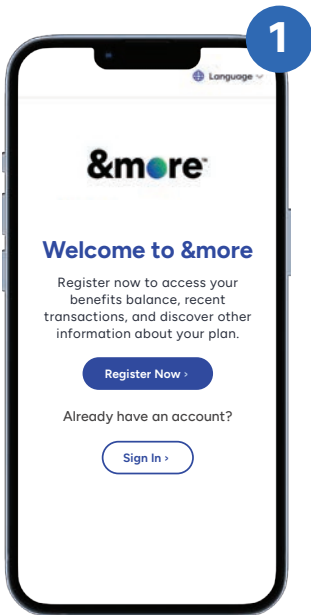 1
Language
&more™
Welcome to &more
Register now to access your
benefits balance, recent
transactions, and discover other
information about your plan.
Register Now ›
Already have an account?
Sign In ›